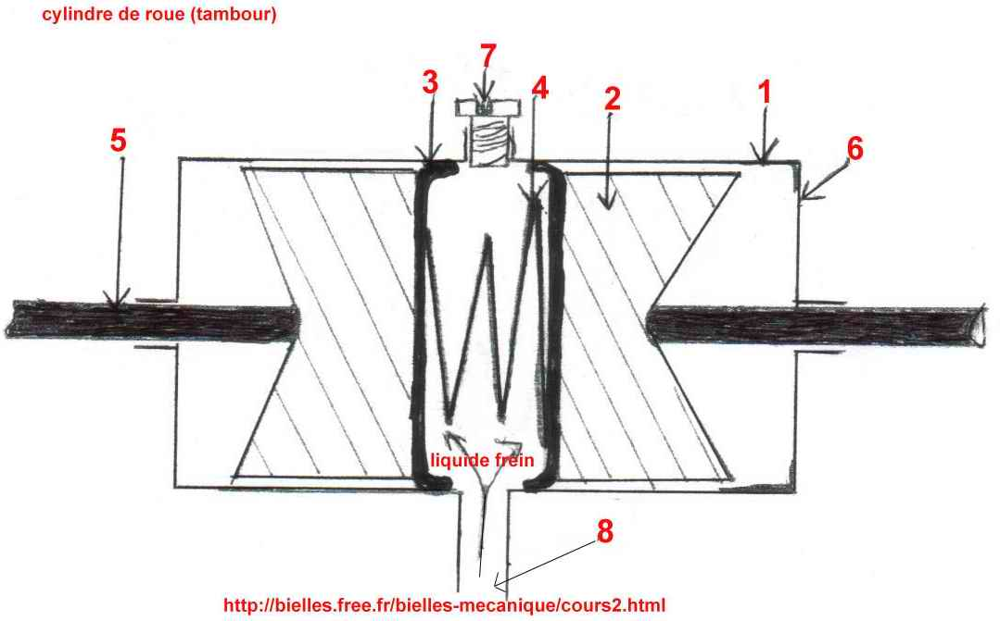 cylindre de roue (tambour)
7
3
4
2
1
5
6
liquide frein
8
http://bielles.free.fr/bielles-mecanique/cours2.html